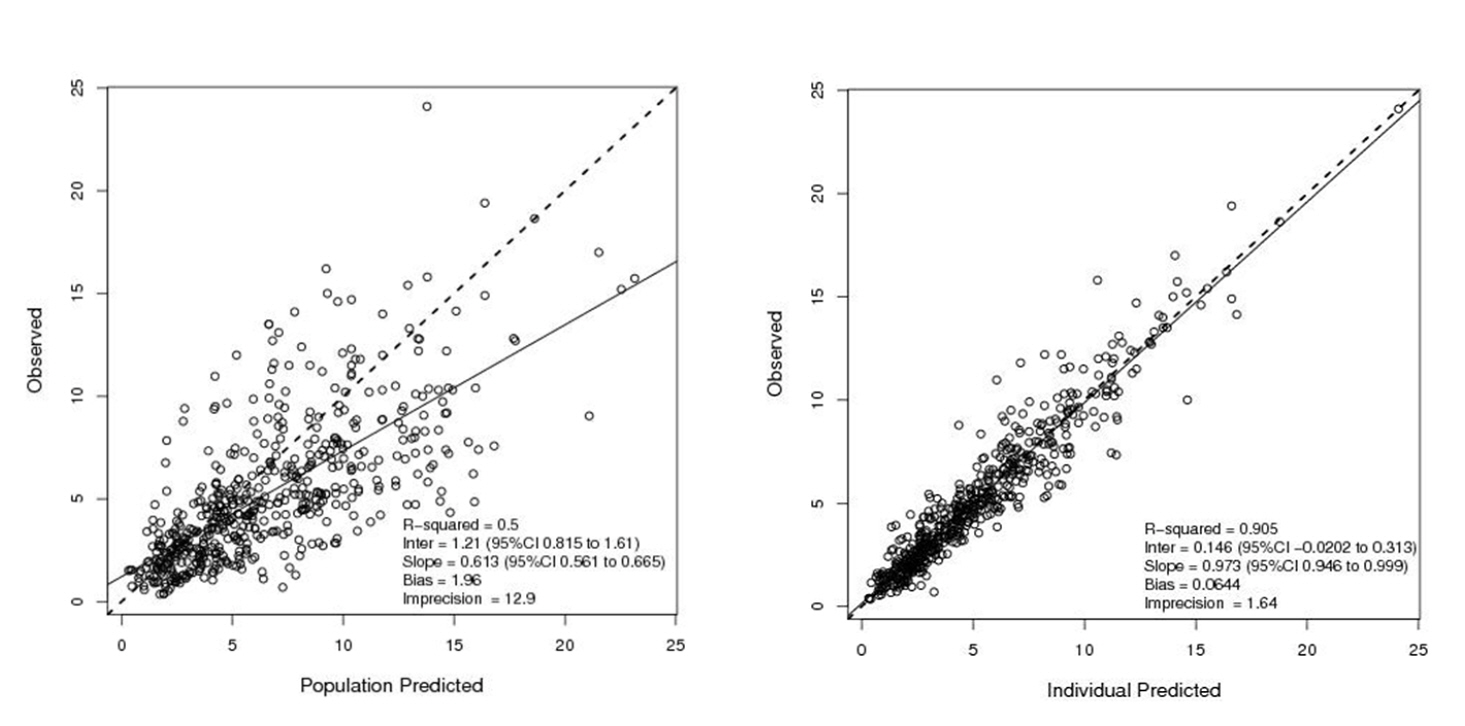 25
20
15
10
5
0
Observed
R-squared = 0.5
Inter = 1.21 (95%CI 0.815 to 1.61)
Slope = 0.613 (95%CI 0.561 to 0.665)
Bias = 1.96
Imprecision = 12.9
0 5 10 15 20 25
Population Predicted
25
20
15
10
5
0
Observed
R-squared = 0.905
Inter = 0.146 (95%CI -0.0202 to 0.313)
Slope = 0.973 (95%CI 0.946 to 0.999)
Bias = 0.0644
Imprecision = 1.64
0 5 10 15 20 25
Individual Predicted